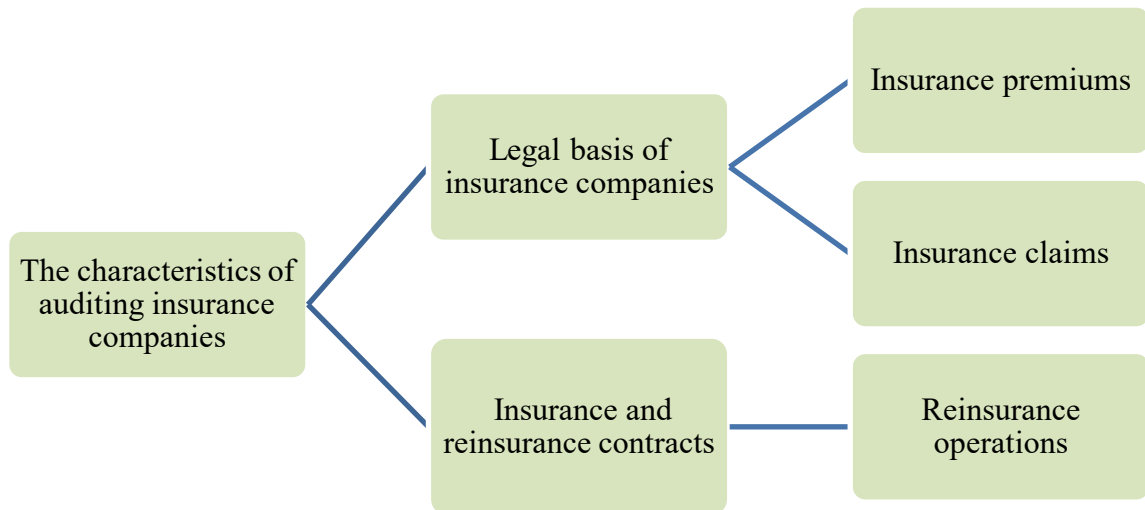 The characteristics of
auditing insurance
companies
Legal basis of
insurance companies
Insurance premiums
Insurance claims
Insurance and
reinsurance contracts
Reinsurance
operations